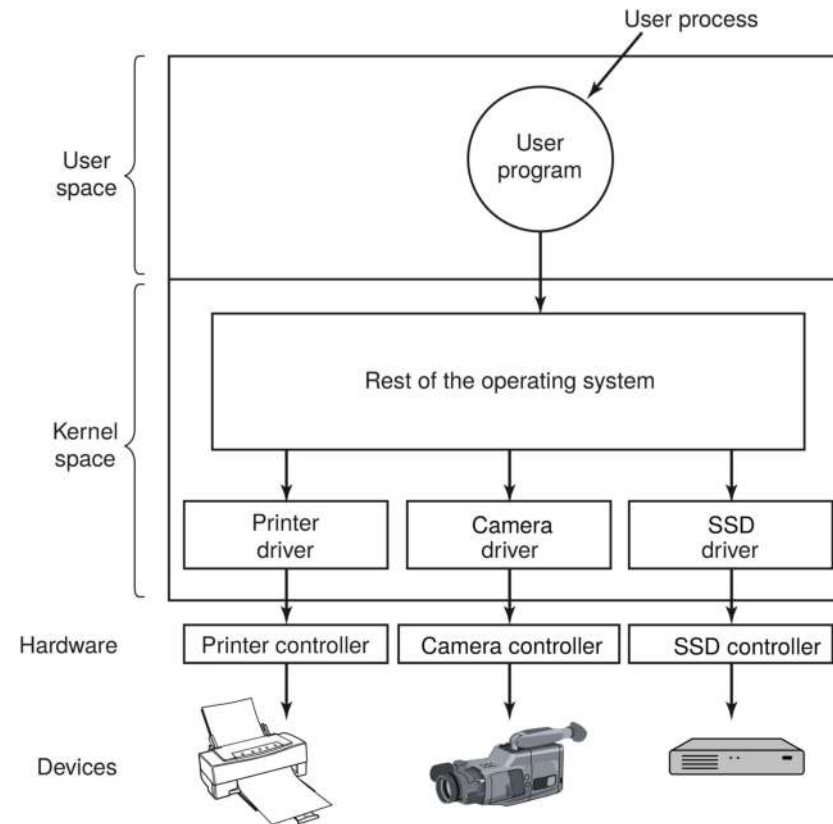 User process
User
space
User
program
Kernel
space
Rest of the operating system
Printer
driver
Camera
driver
SSD
driver
Hardware
Printer controller
Camera controller
SSD controller
Devices